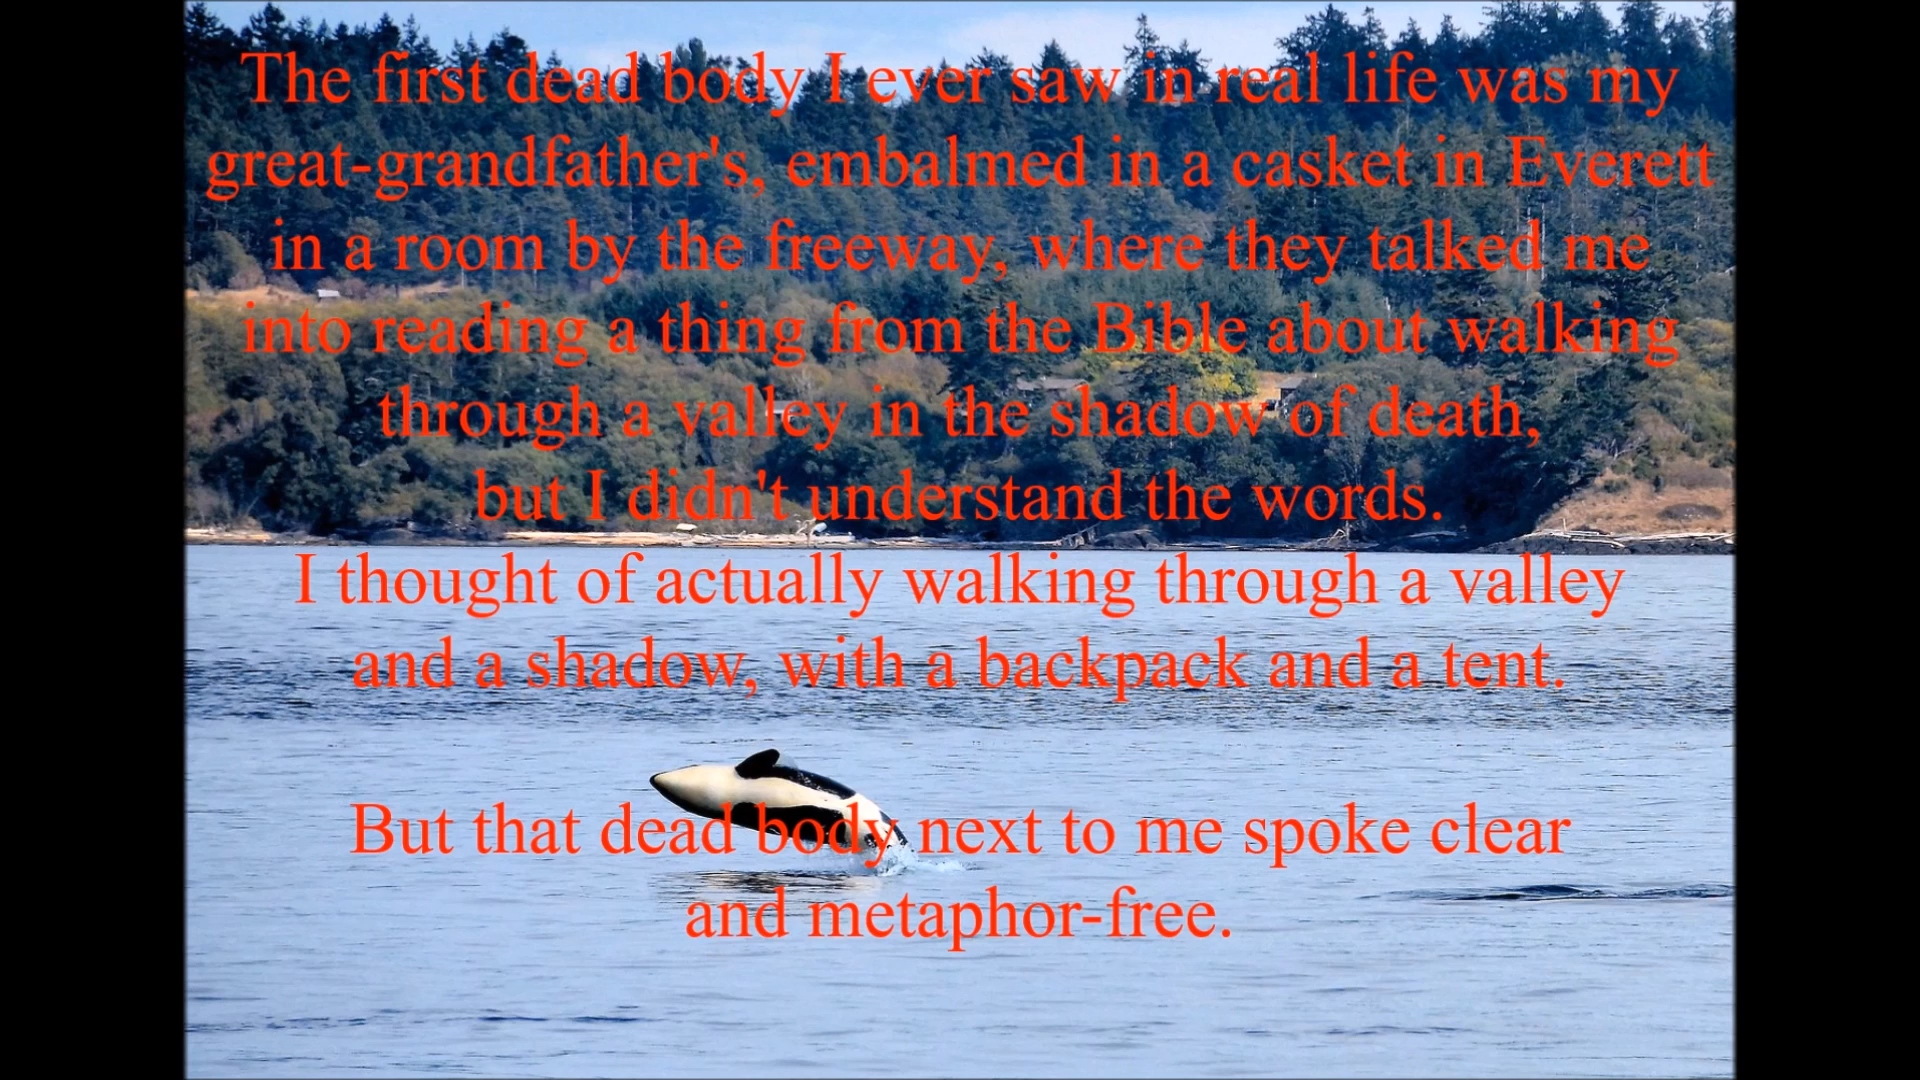 The first dead body I ever saw in real life was my
great-grandfather's, embalmed in a casket in Everett
in a room by the freeway, where they talked me
into reading a thing from the Bible about walking
through a valley in the shadow of death,
but I didn't understand the words.
I thought of actually walking through a valley
and a shadow, with a backpack and a tent.
But that dead body next to me spoke clear
and metaphor-free.